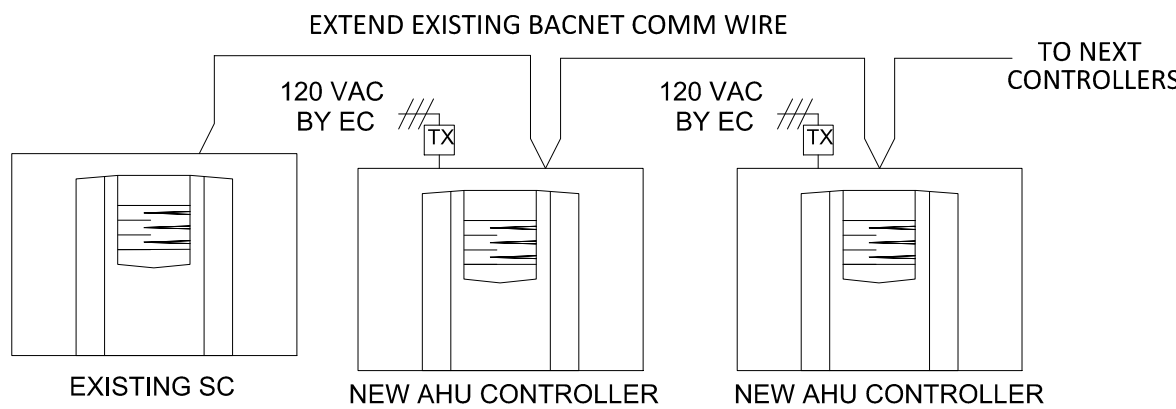 EXTEND EXISTING BACNET COMM WIRE
TO NEXT
CONTROLLERS
120 VAC
BY EC
TX
120 VAC
BY EC
TX
EXISTING SC
NEW AHU CONTROLLER
NEW AHU CONTROLLER